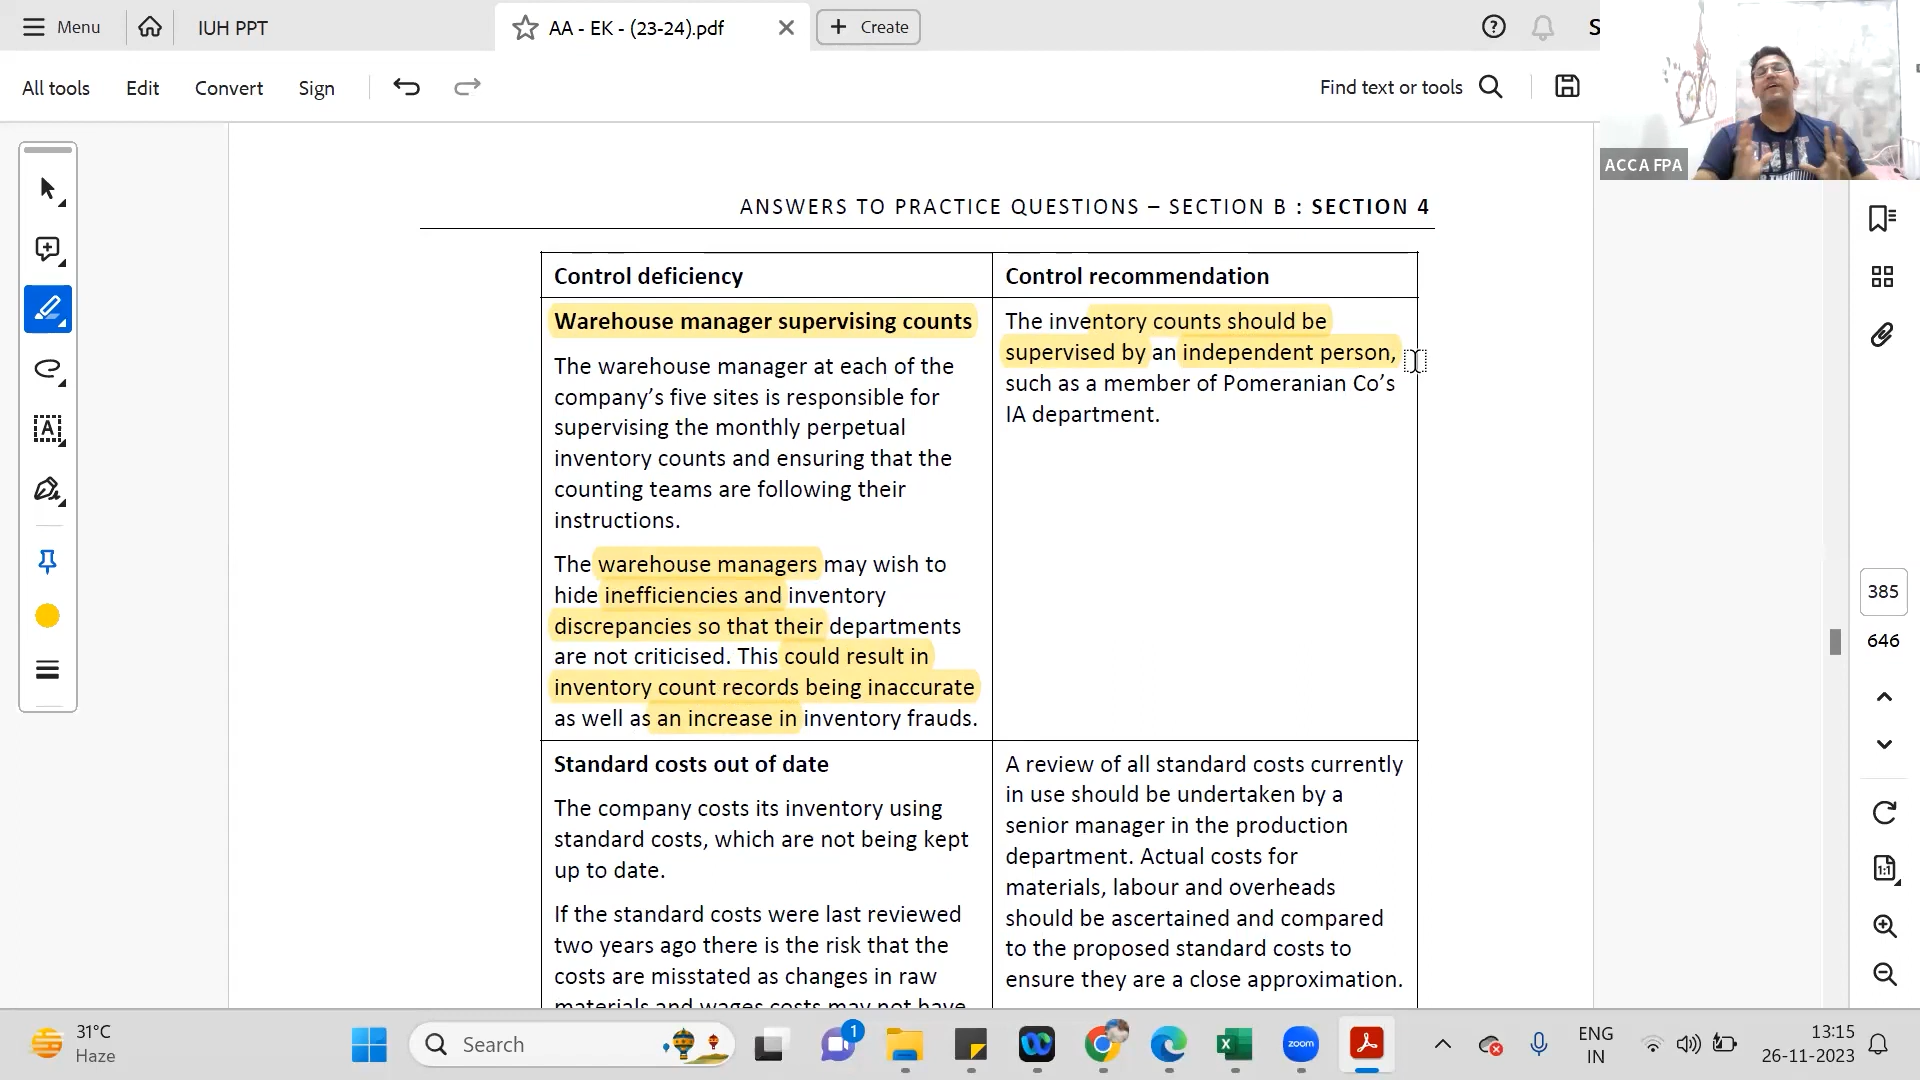 Menu
IUH PPT
AA - EK - (23-24).pdf
Create
S
All tools
Edit
Convert
Sign
Find text or tools
ACCA FPA
ANSWERS TO PRACTICE QUESTIONS – SECTION B : SECTION 4
Control deficiency
Control recommendation
Warehouse manager supervising counts
The warehouse manager at each of the
company’s five sites is responsible for
supervising the monthly perpetual
inventory counts and ensuring that the
counting teams are following their
instructions.
The warehouse managers may wish to
hide inefficiencies and inventory
discrepancies so that their departments
are not criticised. This could result in
inventory count records being inaccurate
as well as an increase in inventory frauds.
The inventory counts should be
supervised by an independent person,
such as a member of Pomeranian Co’s
IA department.
Standard costs out of date
The company costs its inventory using
standard costs, which are not being kept
up to date.
If the standard costs were last reviewed
two years ago there is the risk that the
costs are misstated as changes in raw
materials and wages costs may not have
A review of all standard costs currently
in use should be undertaken by a
senior manager in the production
department. Actual costs for
materials, labour and overheads
should be ascertained and compared
to the proposed standard costs to
ensure they are a close approximation.
385
646
1:1
31°C
Haze
Search
1
zoom
ENG
IN
13:15
26-11-2023